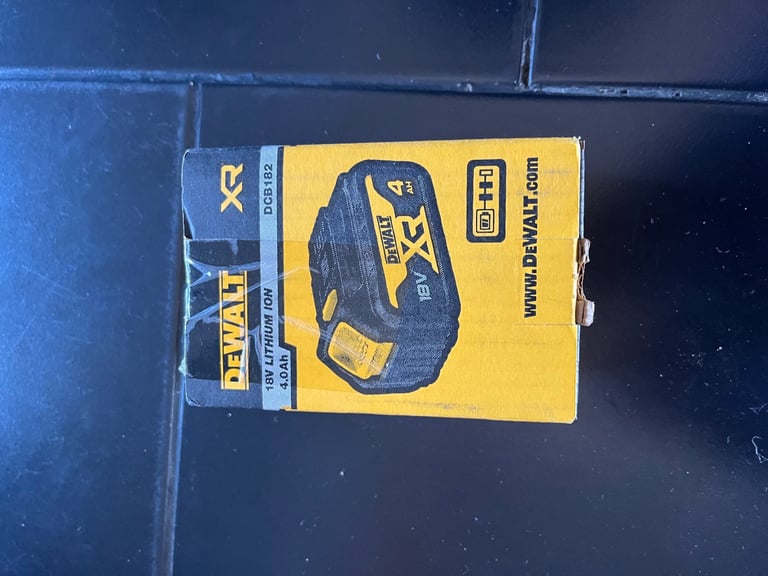 DEWALT
XR
18V LITHIUM ION
DCB182
4.0Ah
DEWALT
XR
4
AH
18V
www.DEWALT.com